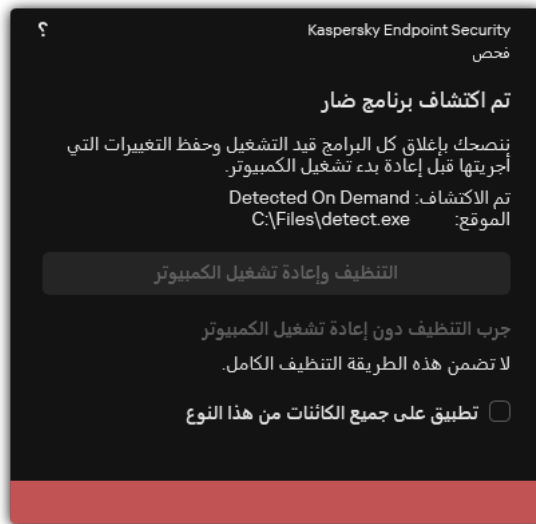 Kaspersky Endpoint Security
؟
فحص
تم اكتشاف برنامج ضار
ننصحك بإغلاق كل البرامج قيد التشغيل وحفظ التغييرات التي
أجريتها قبل إعادة بدء تشغيل الكمبيوتر.
تم الاكتشاف: Detected On Demand
الموقع: C:\Files\detect.exe
التنظيف وإعادة تشغيل الكمبيوتر
جرب التنظيف دون إعادة تشغيل الكمبيوتر
لا تضمن هذه الطريقة التنظيف الكامل.
تطبيق على جميع الكائنات من هذا النوع